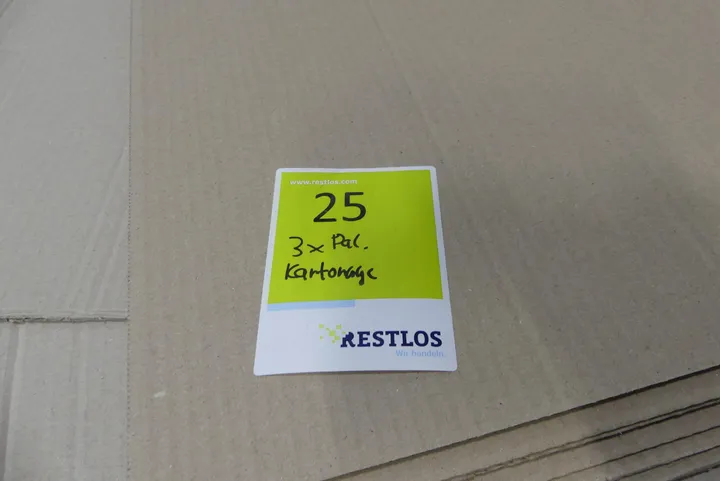 www.restlos.com
25
3x Pal.
Kartonage
RESTLOS
Wir handeln.